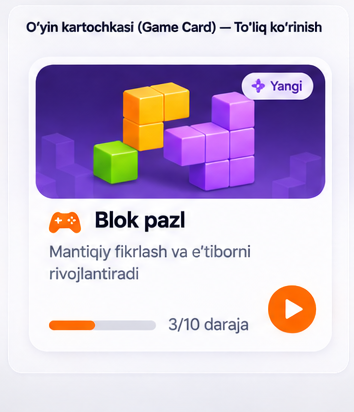 O‘yin kartochkasi (Game Card) — To‘liq ko‘rinish
Yangi
Blok pazl
Mantiqiy fikrlash va e’tiborni
rivojlantiradi
3/10 daraja